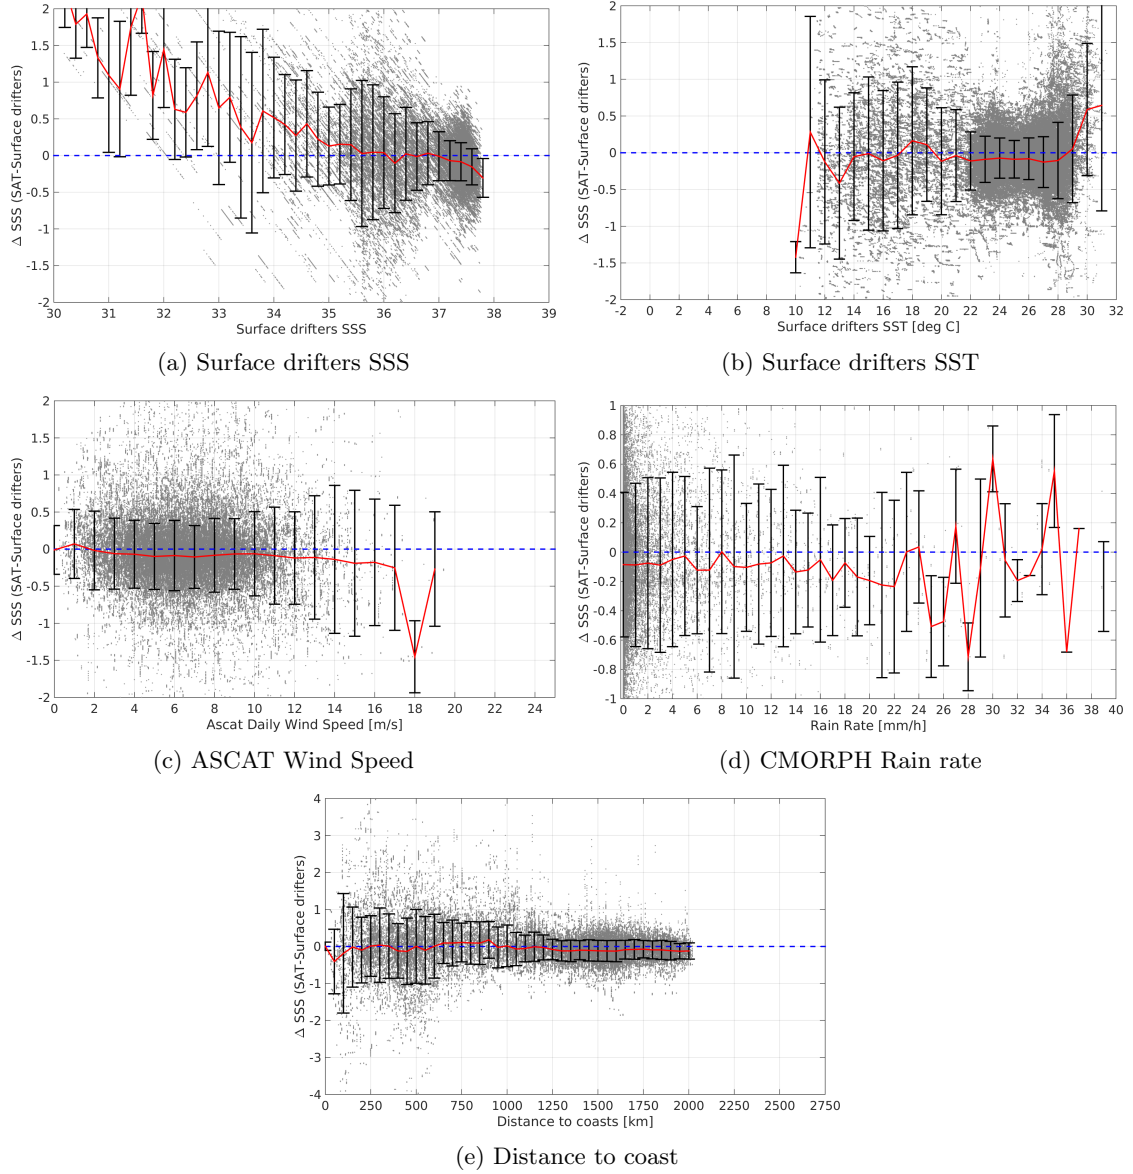 Δ SSS (SAT-Surface drifters)
2
1.5
1
0.5
0
-0.5
-1
-1.5
-2
30 31 32 33 34 35 36 37 38 39
Surface drifters SSS
(a) Surface drifters SSS
Δ SSS (SAT-Surface drifters)
2
1.5
1
0.5
0
-0.5
-1
-1.5
-2
-2 0 2 4 6 8 10 12 14 16 18 20 22 24 26 28 30 32
Surface drifters SST [deg C]
(b) Surface drifters SST
Δ SSS (SAT-Surface drifters)
2
1.5
1
0.5
0
-0.5
-1
-1.5
-2
0 2 4 6 8 10 12 14 16 18 20 22 24
Ascat Daily Wind Speed [m/s]
(c) ASCAT Wind Speed
Δ SSS (SAT-Surface drifters)
1
0.8
0.6
0.4
0.2
0
-0.2
-0.4
-0.6
-0.8
-1
0 2 4 6 8 10 12 14 16 18 20 22 24 26 28 30 32 34 36 38 40
Rain Rate [mm/h]
(d) CMORPH Rain rate
Δ SSS (SAT-Surface drifters)
4
3
2
1
0
-1
-2
-3
-4
0 250 500 750 1000 1250 1500 1750 2000 2250 2500 2750
Distance to coasts [km]
(e) Distance to coast